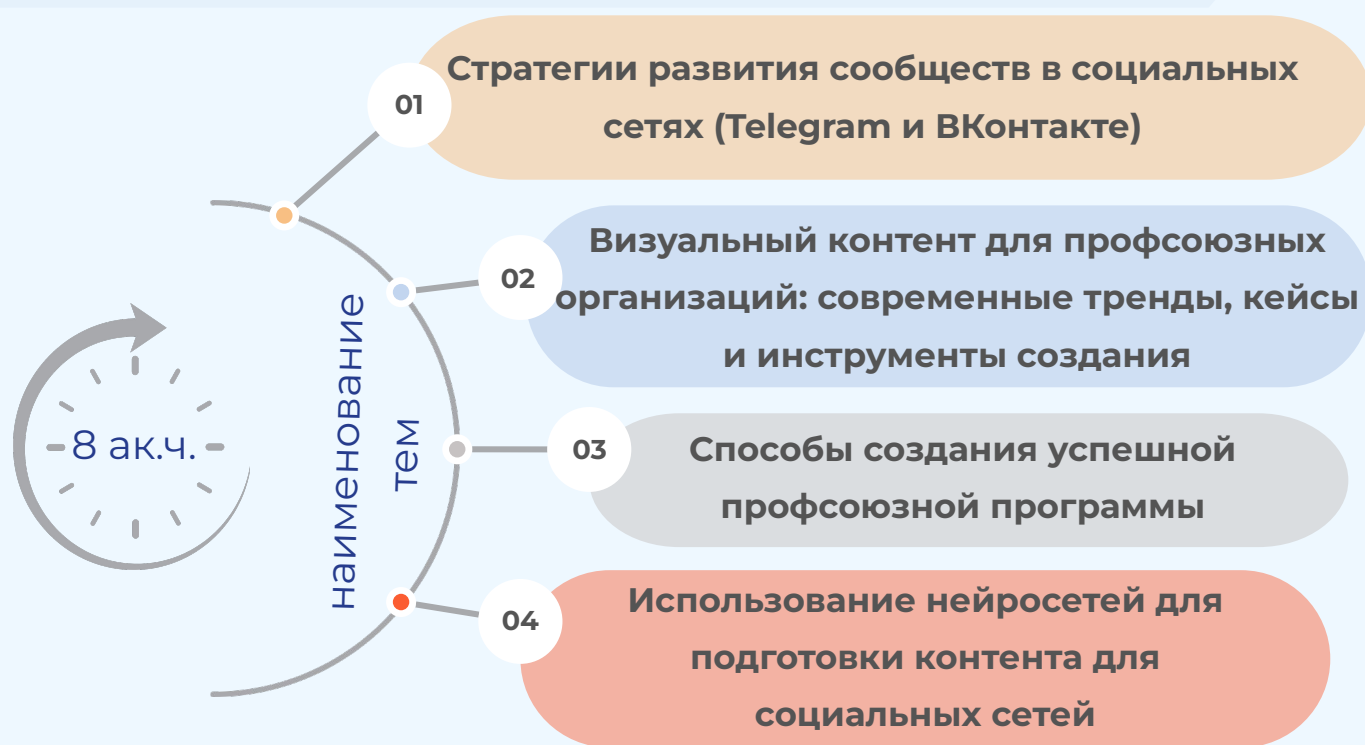 8 ак.ч.
наименование
тем
01
Стратегии развития сообществ в социальных
сетях (Telegram и ВКонтакте)
02
Визуальный контент для профсоюзных
организаций: современные тренды, кейсы
и инструменты создания
03
Способы создания успешной
профсоюзной программы
04
Использование нейросетей для
подготовки контента для
социальных сетей